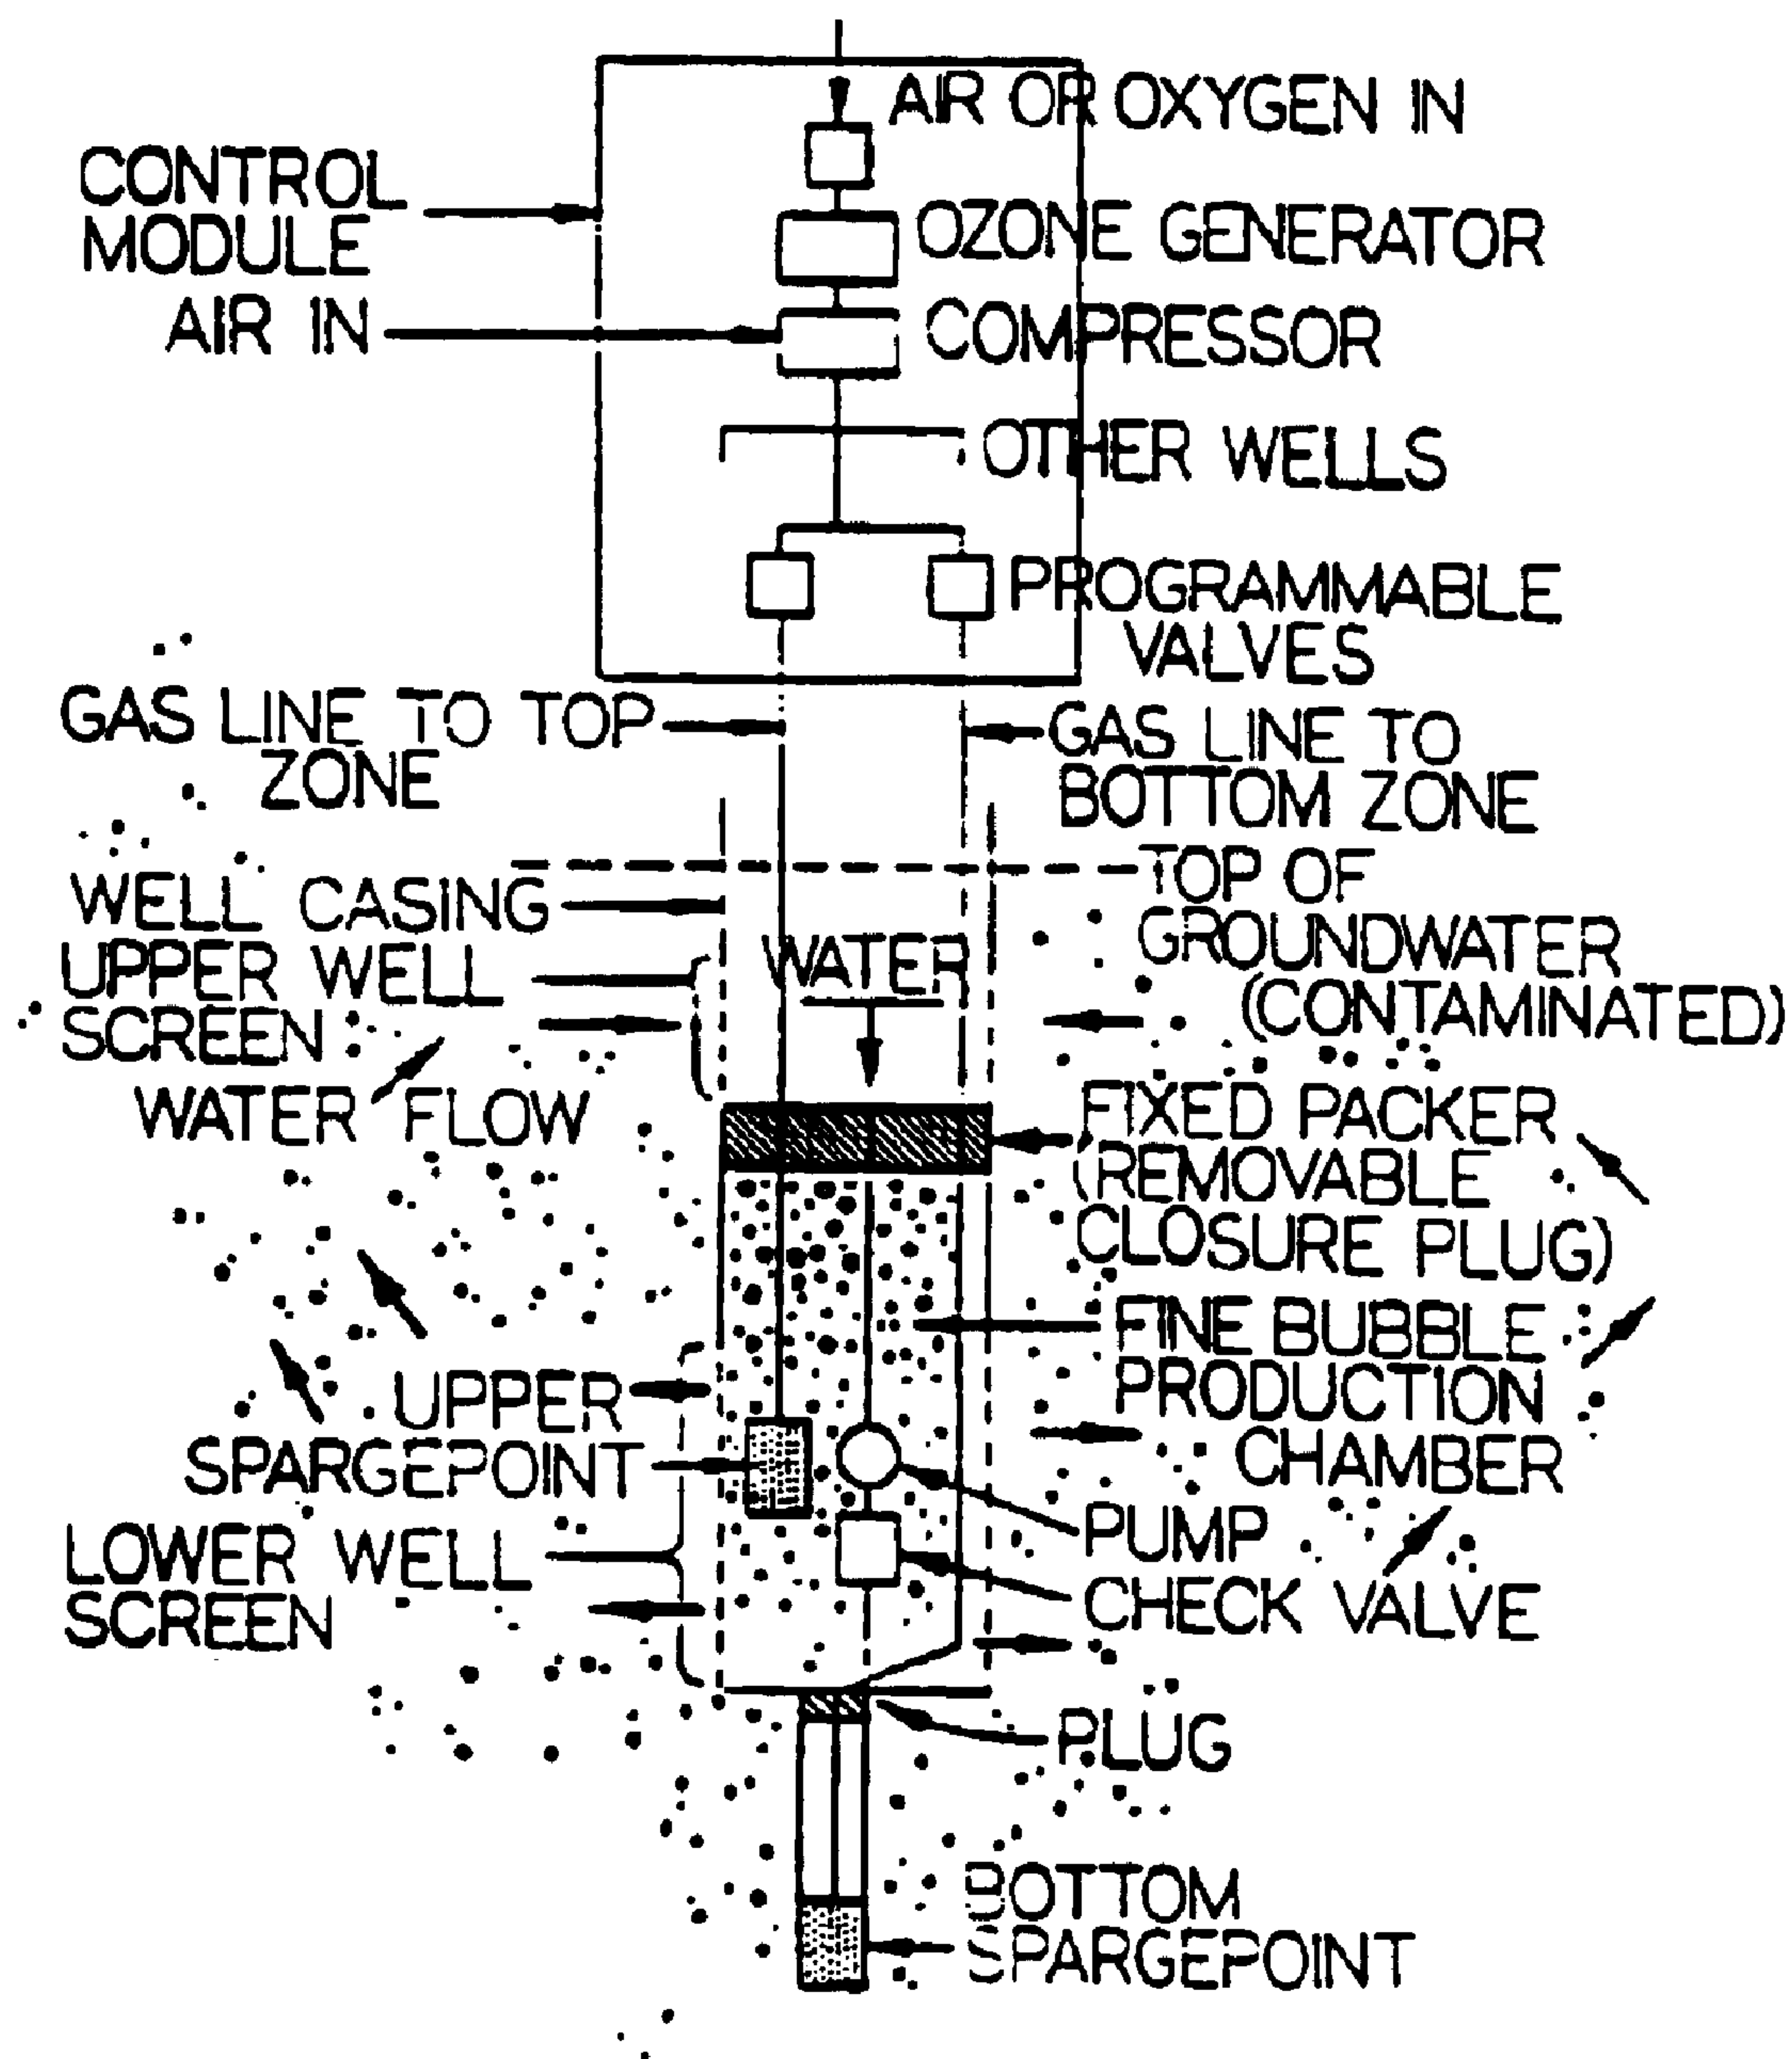 AIR OR OXYGEN IN
CONTROL
MODULE
OZONE GENERATOR
AIR IN
COMPRESSOR
OTHER WELLS
PROGRAMMABLE
VALVES
GAS LINE TO TOP
ZONE
GAS LINE TO
BOTTOM ZONE
TOP OF
GROUNDWATER
(CONTAMINATED)
WELL CASING
UPPER WELL
SCREEN
WATER
WATER FLOW
FIXED PACKER
(REMOVABLE
CLOSURE PLUG)
FINE BUBBLE
PRODUCTION
CHAMBER
UPPER
SPARGEPOINT
PUMP
LOWER WELL
SCREEN
CHECK VALVE
PLUG
BOTTOM
SPARGEPOINT